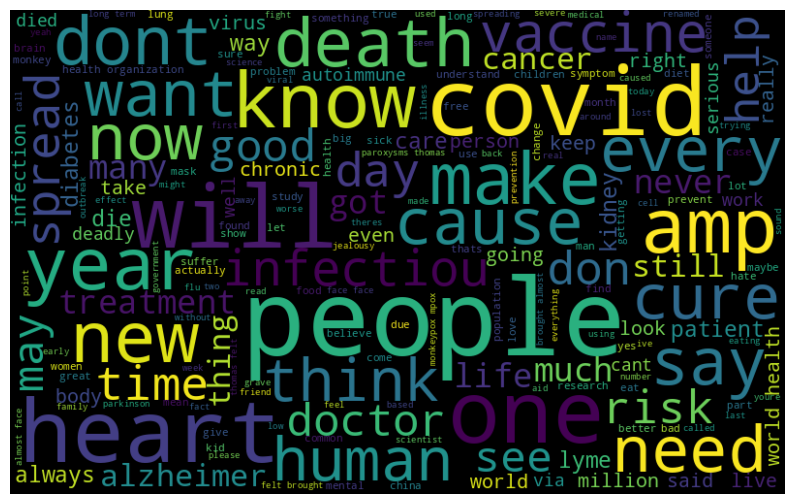 long term
lung
fight
something
true
used
spreading
severe
medical
renamed
yeah
died
dont
death
vaccine
someone
brain
virus
sure
long
seem
name
monkey
way
science
cancer
right
help
health organization
problem
viral
autoimmune
understand
children
symptom
caused
diet
serious
really
call
want
know
covid
illness
free
month
today
trying
spread
now
first
big
sick
care
person
change
around
lost
diabetes
good
health
keep
every
infection
many
mask
chronic
paroxysms thomas
use
back
real
case
outbreak
might
take
well
day
make
prevention
never
lot
effect
away
worse
study
made
kidney
work
prevent
die
will
got
cause
getting
cell
sound
deadly
found
let
even
theres
thats
man
don
amp
show
jealousy
going
still
maybe
hate
year
suffer
actually
infectiou
point
government
flu
two
food
face face
population
find
cure
treatment
without
read
due
brought almost
everything
using
look
patient
may
new
thing
believe
people
monkeypox mpox
love
yes
ive
eating
early
time
come
much
cant
say
women
week
think
life
great
body
grave
research
number
youre
heart
family
parkinson
fact
friend
feel
based
aid
eat
part
almost face
doctor
one
risk
last
world health
give
low
common
scientist
better
bad
called
kid
please
human
see
lyme
need
always
alzheimer
felt brought
mental
china
world
via
million
said
live